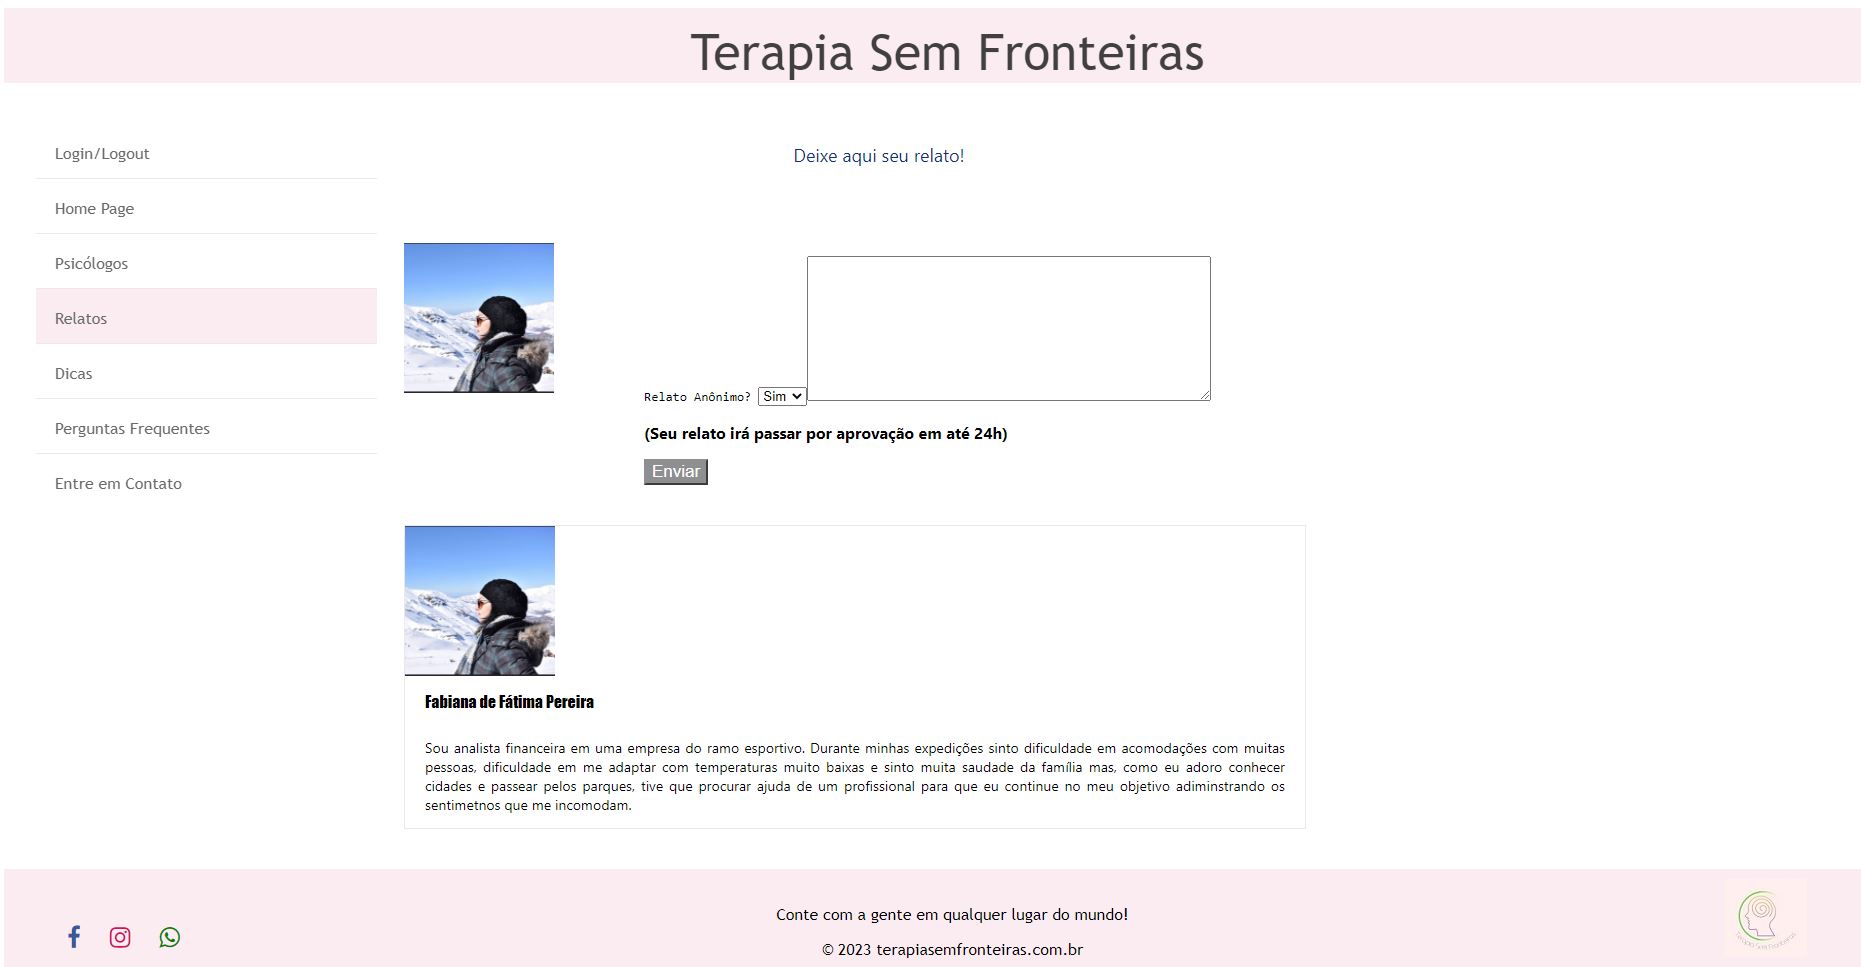 Terapia Sem Fronteiras
Login/Logout
Home Page
Psicólogos
Relatos
Dicas
Perguntas Frequentes
Entre em Contato
Deixe aqui seu relato!
Relato Anônimo? Sim
(Seu relato irá passar por aprovação em até 24h)
Enviar
Fabiana de Fátima Pereira
Sou analista financeira em uma empresa do ramo esportivo. Durante minhas expedições sinto dificuldade em acomodações com muitas
pessoas, dificuldade em me adaptar com temperaturas muito baixas e sinto muita saudade da família mas, como eu adoro conhecer
cidades e passear pelos parques, tive que procurar ajuda de um profissional para que eu continue no meu objetivo adiminstrando os
sentimetnos que me incomodam.
Conte com a gente em qualquer lugar do mundo!
© 2023 terapiasemfronteiras.com.br
Terapia Sem Fronteiras